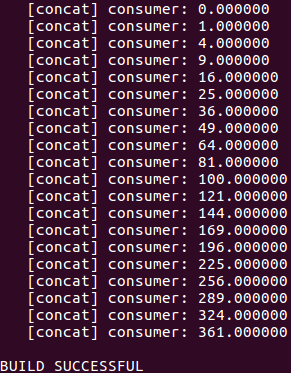 [concat] consumer: 0.000000
[concat] consumer: 1.000000
[concat] consumer: 4.000000
[concat] consumer: 9.000000
[concat] consumer: 16.000000
[concat] consumer: 25.000000
[concat] consumer: 36.000000
[concat] consumer: 49.000000
[concat] consumer: 64.000000
[concat] consumer: 81.000000
[concat] consumer: 100.000000
[concat] consumer: 121.000000
[concat] consumer: 144.000000
[concat] consumer: 169.000000
[concat] consumer: 196.000000
[concat] consumer: 225.000000
[concat] consumer: 256.000000
[concat] consumer: 289.000000
[concat] consumer: 324.000000
[concat] consumer: 361.000000
BUILD SUCCESSFUL